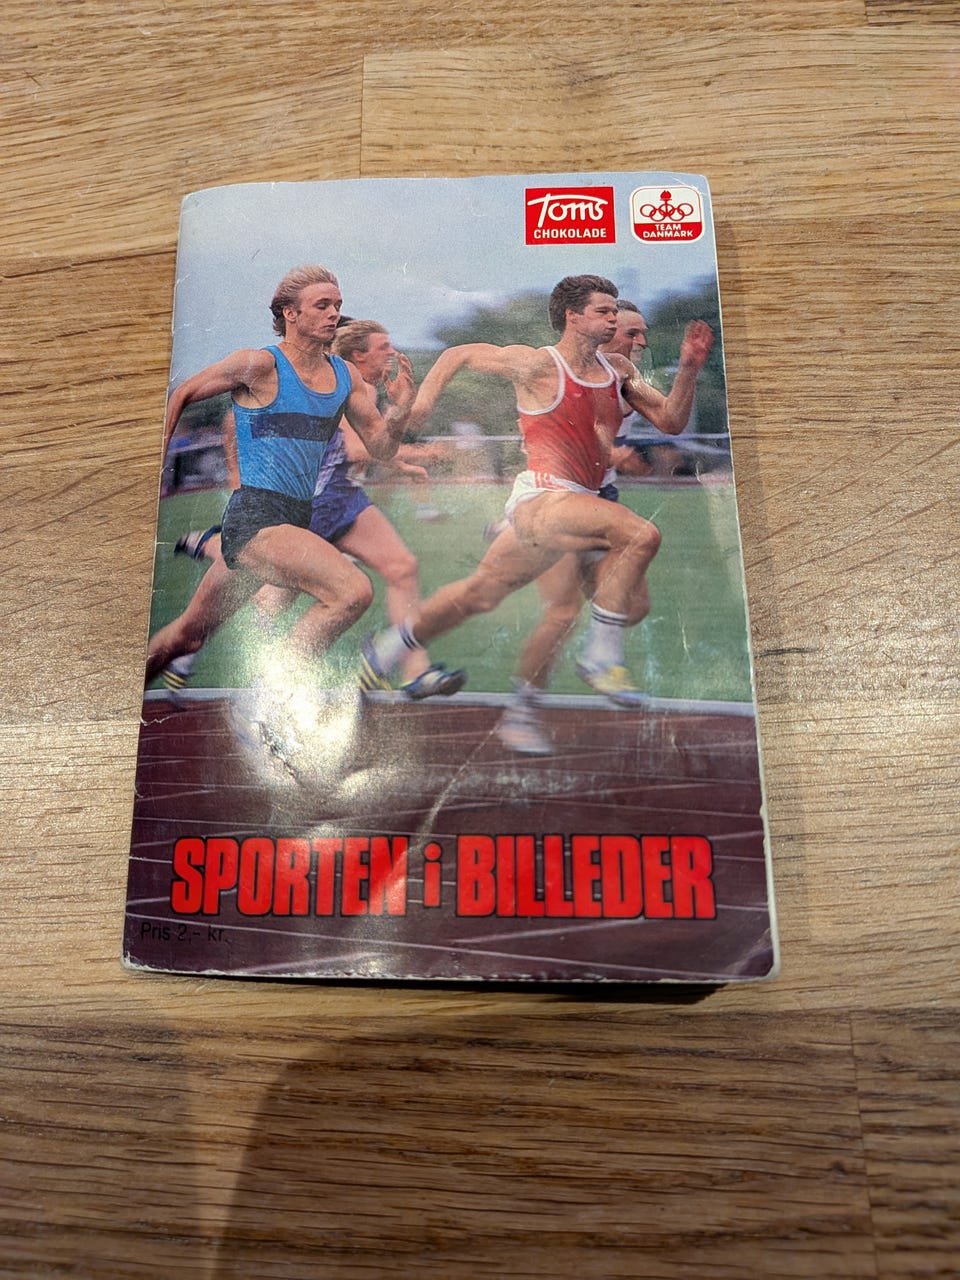 Toms
CHOKOLADE
TEAM
DANMARK
SPORTEN i BILLEDER
Pris 2,- kr.